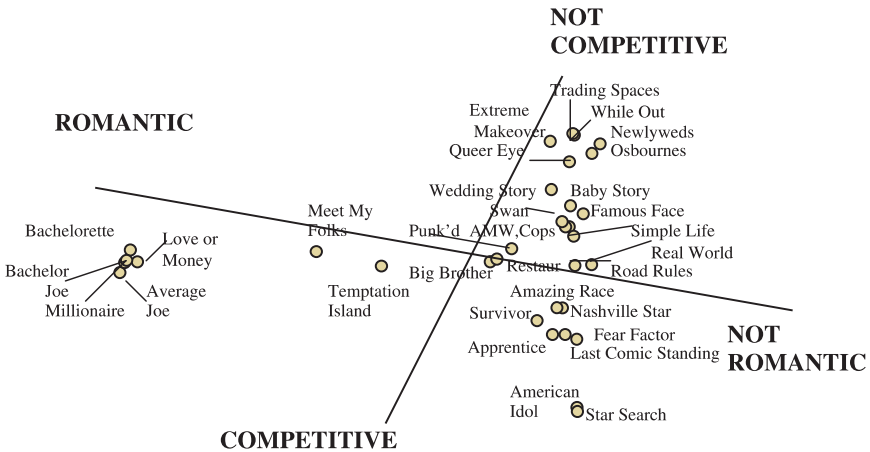 NOT
COMPETITIVE
Trading Spaces
Extreme
Makeover
While Out
Newlyweds
Queer Eye
Osbournes
ROMANTIC
Wedding Story
Baby Story
Swan
Famous Face
Meet My
Folks
Punk'd
AMW,Cops
Simple Life
Bachelorette
Love or
Money
Real World
Bachelor
Big Brother
Restaur
Road Rules
Joe
Millionaire
Average
Joe
Temptation
Island
Amazing Race
Survivor
Nashville Star
Fear Factor
Apprentice
Last Comic Standing
NOT
ROMANTIC
American
Idol
Star Search
COMPETITIVE